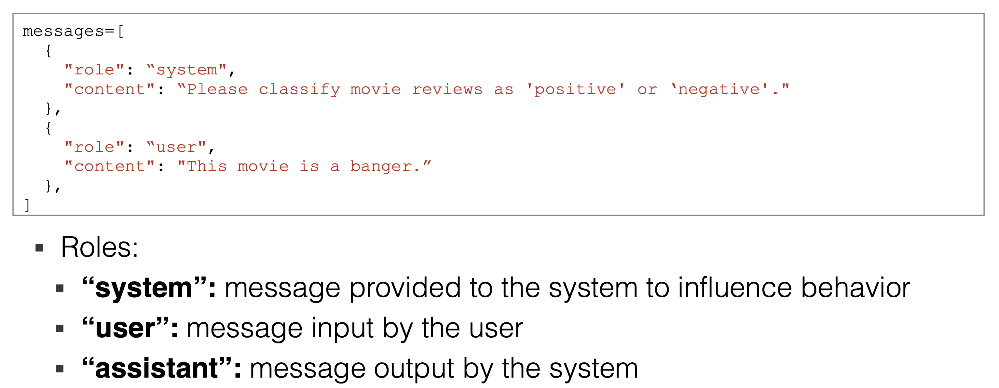 messages=[
{
"role": “system",
"content": “Please classify movie reviews as 'positive' or ‘negative'."
},
{
"role": “user",
"content": "This movie is a banger.”
},
]
▪ Roles:
▪ “system”: message provided to the system to influence behavior
▪ “user”: message input by the user
▪ “assistant”: message output by the system